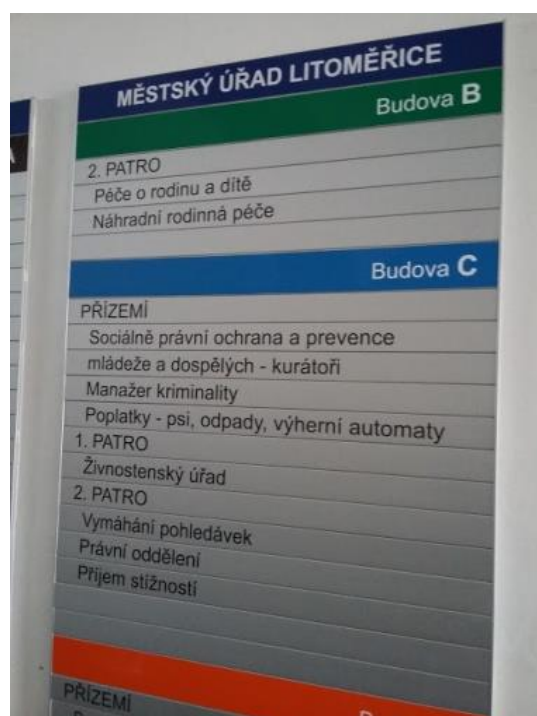 MĚSTSKÝ ÚŘAD LITOMĚŘICE
Budova B
2. PATRO
Péče o rodinu a dítě
Náhradní rodinná péče
Budova C
PŘÍZEMÍ
Sociálně právní ochrana a prevence
mládeže a dospělých - kurátoři
Manažer kriminality
Poplatky - psi, odpady, výherní automaty
1. PATRO
Živnostenský úřad
2. PATRO
Vymáhání pohledávek
Právní oddělení
Příjem stížností
PŘÍZEMÍ